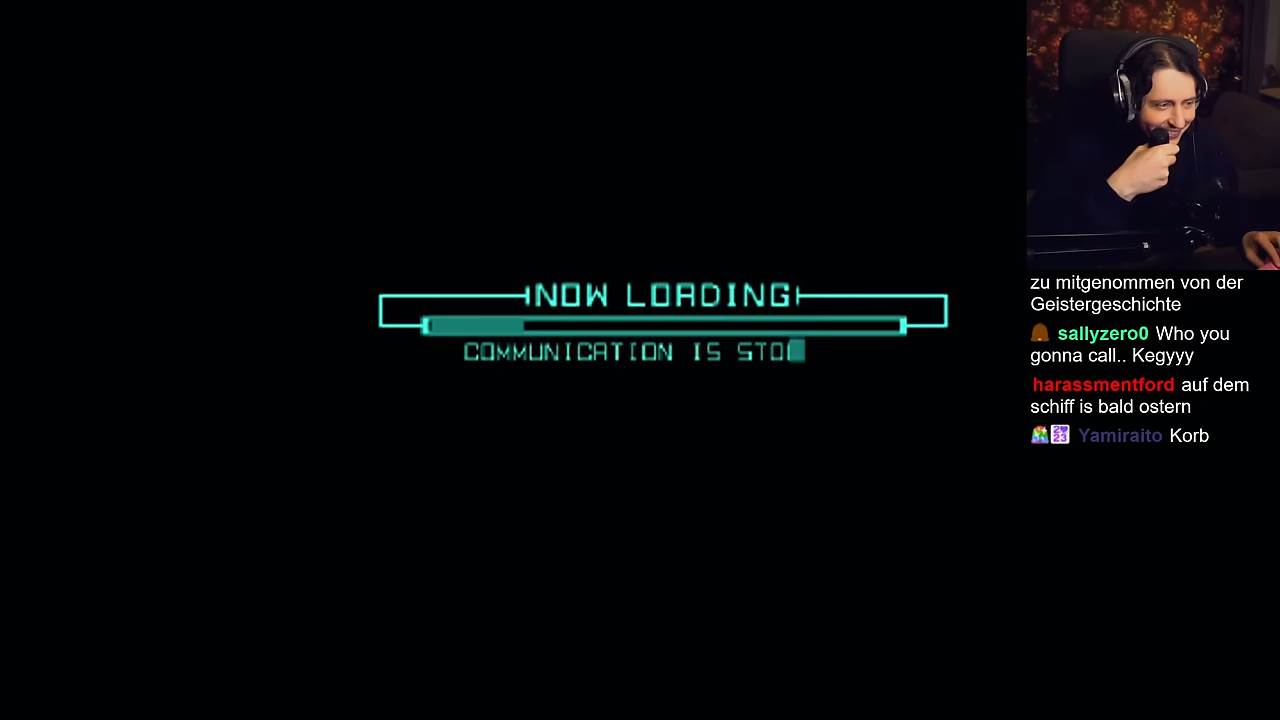 NOW LOADING
COMMUNICATION IS STO
zu mitgenommen von der
Geistergeschichte
sallyzero0 Who you
gonna call.. Kegyyy
harassmentford auf dem
schiff is bald ostern
Yamiraito Korb